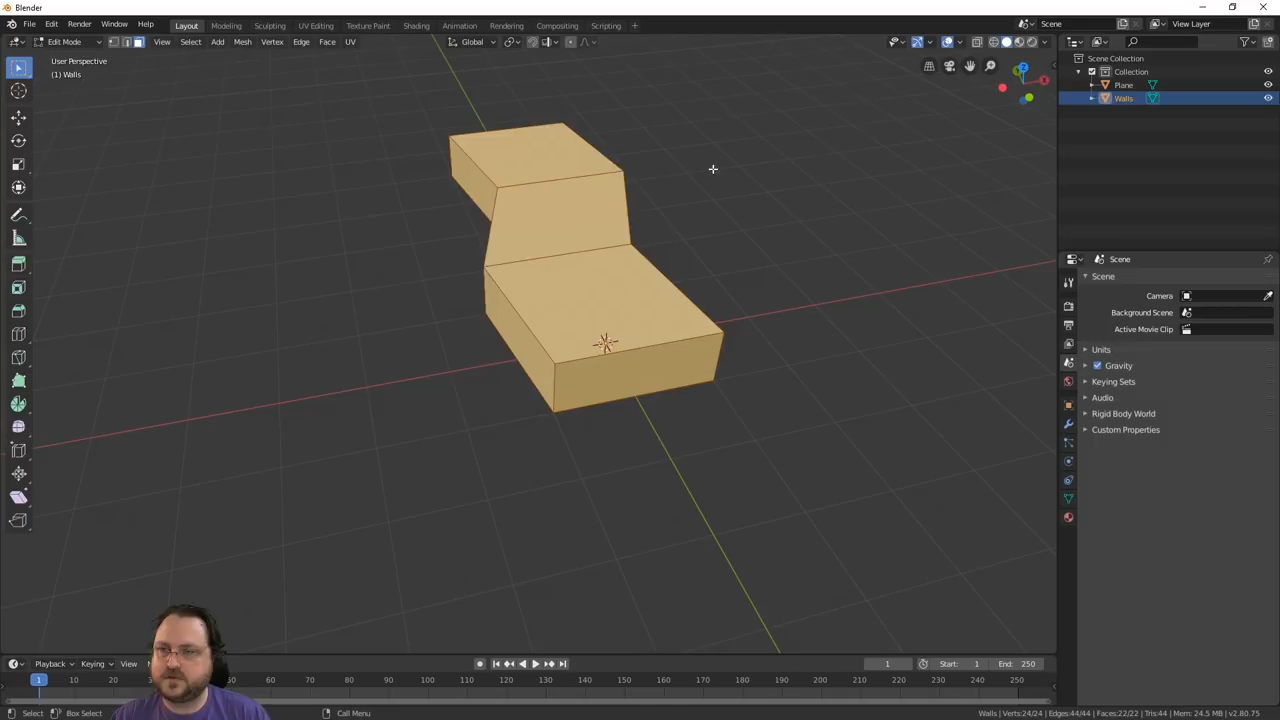 Blender
File Edit Render Window Help Layout Modeling Sculpting UV Editing Texture Paint Shading Animation Rendering Compositing Scripting + Scene View Layer
Edit Mode View Select Add Mesh Vertex Edge Face UV Global
User Perspective
(1) Walls
Z
X
Scene Collection
Collection
Plane
Walls
Scene
Scene
Camera
Background Scene
Active Movie Clip
Units
Gravity
Keying Sets
Audio
Rigid Body World
Custom Properties
Playback Keying View 1 Start: 1 End: 250
1 10 20 30 40 50 60 70 80 90 100 110 120 130 140 150 160 170 180 190 200 210 220 230 240 250
Select Box Select Call Menu Walls | Verts:24/24 | Edges:44/44 | Faces:22/22 | Tris:44 | Mem: 24.5 MB | v2.80.75